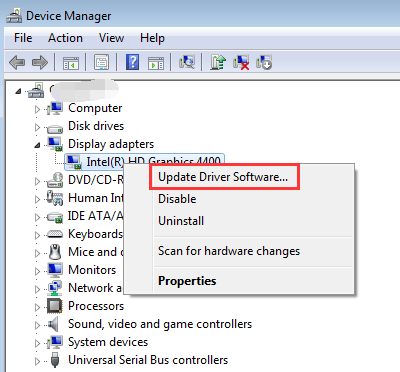 Device Manager
File Action View Help
Computer
Disk drives
Display adapters
Intel(R) HD Graphics 4400
Update Driver Software...
DVD/CD-R
Disable
Human Int
Uninstall
IDE ATA/A
Keyboards
Mice and o
Scan for hardware changes
Monitors
Properties
Network a
Processors
Sound, video and game controllers
System devices
Universal Serial Bus controllers